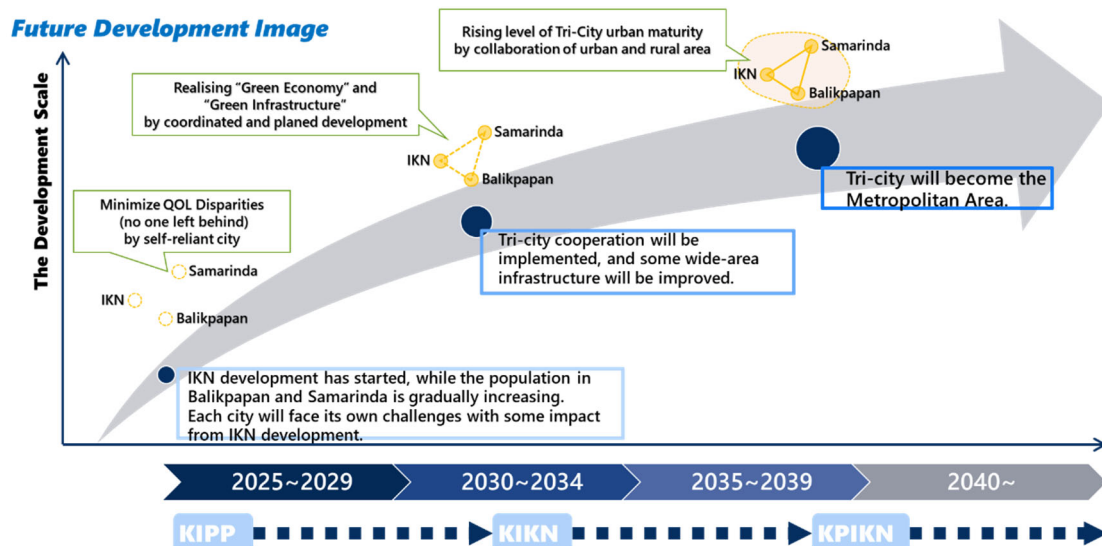 Future Development Image
The Development Scale
Rising level of Tri-City urban maturity
by collaboration of urban and rural area
Samarinda
IKN
Balikpapan
Realising “Green Economy” and
“Green Infrastructure”
by coordinated and planed development
Samarinda
IKN
Balikpapan
Tri-city will become the
Metropolitan Area.
Minimize QOL Disparities
(no one left behind)
by self-reliant city
Tri-city cooperation will be
implemented, and some wide-area
infrastructure will be improved.
Samarinda
IKN
Balikpapan
IKN development has started, while the population in
Balikpapan and Samarinda is gradually increasing.
Each city will face its own challenges with some impact
from IKN development.
2025~2029
2030~2034
2035~2039
2040~
KIPP
KIKN
KPIKN